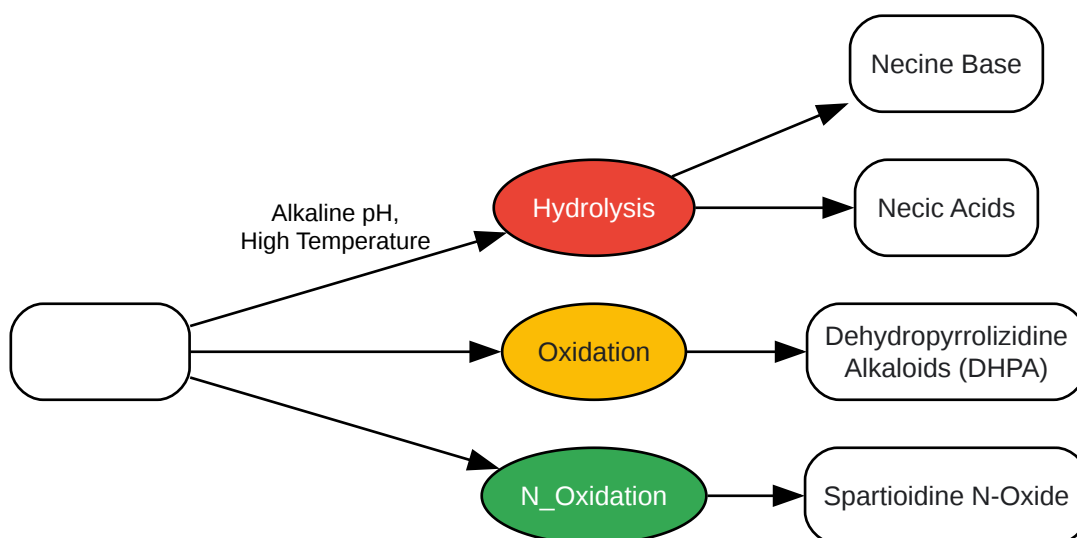 Necine Base
Hydrolysis
Necic Acids
Alkaline pH,
High Temperature
Oxidation
Dehydropyrrolizidine
Alkaloids (DHPA)
N_Oxidation
Spartioidine N-Oxide